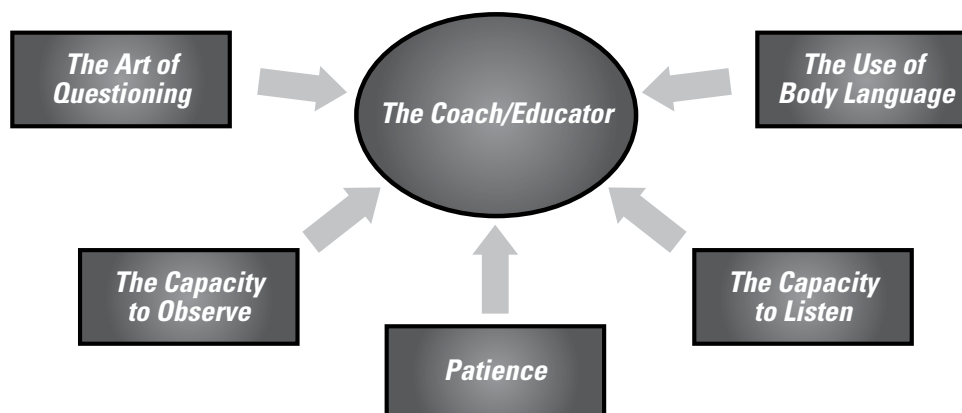 The Art of
Questioning
The Coach/Educator
The Use of
Body Language
The Capacity
to Observe
Patience
The Capacity
to Listen